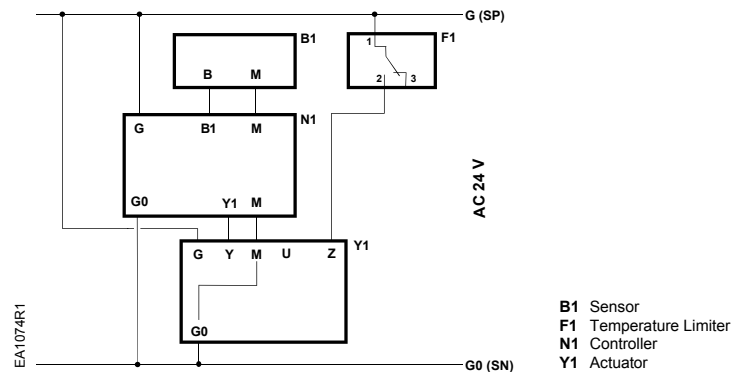 G (SP)
B1
F1
1
B M
2 3
N1
G B1 M
AC 24 V
G0 Y1 M
Y1
G Y M U Z
G0
EA1074R1
G0 (SN)
B1 Sensor
F1 Temperature Limiter
N1 Controller
Y1 Actuator